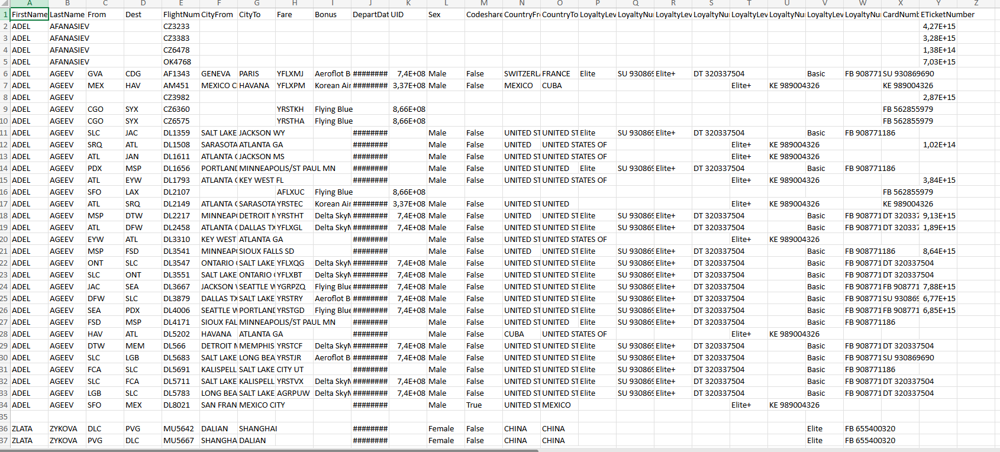 A B C D E F G H I J K L M N O P Q R S T U V W X Y Z
1 FirstName LastName From Dest FlightNum CityFrom CityTo Fare Bonus DepartDat UID Sex Codeshare CountryFr CountryTo LoyaltyLev LoyaltyNu LoyaltyLev LoyaltyNu LoyaltyLev LoyaltyNu LoyaltyLev LoyaltyNu CardNumb ETicketNumber
2 ADEL AFANASIEV CZ3233 4,27E+15
3 ADEL AFANASIEV CZ3383 3,28E+15
4 ADEL AFANASIEV CZ6478 1,38E+14
5 ADEL AFANASIEV OK4768 7,03E+15
6 ADEL AGEEV GVA CDG AF1343 GENEVA PARIS YFLXMJ Aeroflot B ######## 7,4E+08 Male False SWITZERL FRANCE Elite SU 93086 Elite+ DT 320337504 Basic FB 90877 SU 930869690
7 ADEL AGEEV MEX HAV AM451 MEXICO C HAVANA YFLXPM Korean Air ######## 3,37E+08 Male False MEXICO CUBA Elite+ KE 989004326 KE 989004326
8 ADEL AGEEV CZ3982 2,87E+15
9 ADEL AGEEV CGO SYX CZ6360 YRSTKH Flying Blue 8,66E+08 FB 562855979
10 ADEL AGEEV CGO SYX CZ6575 YRSTHA Flying Blue 8,66E+08 FB 562855979
11 ADEL AGEEV SLC JAC DL1359 SALT LAKE JACKSON WY ######## Male False UNITED ST UNITED ST Elite SU 93086 Elite+ DT 320337504 Basic FB 908771186
12 ADEL AGEEV SRQ ATL DL1508 SARASOTA ATLANTA GA ######## Male False UNITED UNITED STATES OF Elite+ KE 989004326 1,02E+14
13 ADEL AGEEV ATL JAN DL1611 ATLANTA JACKSON MS ######## Male False UNITED ST UNITED STATES OF Elite+ KE 989004326
14 ADEL AGEEV PDX MSP DL1656 PORTLAND MINNEAPOLIS/ST PAUL MN ######## Male False UNITED ST UNITED Elite SU 93086 Elite+ DT 320337504 Basic FB 908771186
15 ADEL AGEEV ATL EYW DL1793 ATLANTA KEY WEST FL ######## Male False UNITED ST UNITED STATES OF Elite+ KE 989004326 3,84E+15
16 ADEL AGEEV SFO LAX DL2107 AFLXUC Flying Blue 8,66E+08 FB 562855979
17 ADEL AGEEV ATL SRQ DL2149 ATLANTA SARASOTA YRSTEC Korean Air ######## 3,37E+08 Male False UNITED ST UNITED Elite+ KE 989004326 KE 989004326
18 ADEL AGEEV MSP DTW DL2217 MINNEAP DETROIT YRSTHT Delta Sky ######## 7,4E+08 Male False UNITED UNITED ST Elite SU 93086 Elite+ DT 320337504 Basic FB 90877 DT 32033 9,13E+15
19 ADEL AGEEV ATL DFW DL2458 ATLANTA DALLAS TX YFLXGL Delta Sky ######## 7,4E+08 Male False UNITED ST UNITED ST Elite SU 93086 Elite+ DT 320337504 Basic FB 90877 DT 32033 1,89E+15
20 ADEL AGEEV EYW ATL DL3310 KEY WEST ATLANTA GA ######## Male False UNITED ST UNITED STATES OF Elite+ KE 989004326
21 ADEL AGEEV MSP FSD DL3541 MINNEAP SIOUX FALLS SD ######## Male False UNITED UNITED ST Elite SU 93086 Elite+ DT 320337504 Basic FB 908771186 8,64E+15
22 ADEL AGEEV ONT SLC DL3547 ONTARIO SALT LAKE YFLXQG Delta Sky ######## 7,4E+08 Male False UNITED ST UNITED ST Elite SU 93086 Elite+ DT 320337504 Basic FB 90877 DT 320337504
23 ADEL AGEEV SLC ONT DL3551 SALT LAKE ONTARIO YFLXBT Delta Sky ######## 7,4E+08 Male False UNITED ST UNITED ST Elite SU 93086 Elite+ DT 320337504 Basic FB 90877 DT 320337504
24 ADEL AGEEV JAC SEA DL3667 JACKSON SEATTLE YGRPZQ Flying Blue ######## 7,4E+08 Male False UNITED ST UNITED ST Elite SU 93086 Elite+ DT 320337504 Basic FB 90877 FB 90877 7,88E+15
25 ADEL AGEEV DFW SLC DL3879 DALLAS TX SALT LAKE YRSTRY Aeroflot B ######## 7,4E+08 Male False UNITED ST UNITED ST Elite SU 93086 Elite+ DT 320337504 Basic FB 90877 SU 93086 6,77E+15
26 ADEL AGEEV SEA PDX DL4006 SEATTLE PORTLAND YRSTGD Flying Blue ######## 7,4E+08 Male False UNITED ST UNITED ST Elite SU 93086 Elite+ DT 320337504 Basic FB 90877 FB 90877 6,85E+15
27 ADEL AGEEV FSD MSP DL4171 SIOUX FAL MINNEAPOLIS/ST PAUL MN ######## Male False UNITED ST UNITED Elite SU 93086 Elite+ DT 320337504 Basic FB 908771186
28 ADEL AGEEV HAV ATL DL5202 HAVANA ATLANTA GA ######## Male False CUBA UNITED STATES OF Elite+ KE 989004326
29 ADEL AGEEV DTW MEM DL566 DETROIT MEMPHIS YRSTCF Delta Sky ######## 7,4E+08 Male False UNITED ST UNITED ST Elite SU 93086 Elite+ DT 320337504 Basic FB 90877 DT 320337504
30 ADEL AGEEV SLC LGB DL5683 SALT LAKE LONG BEA YRSTJR Aeroflot B ######## 7,4E+08 Male False UNITED ST UNITED ST Elite SU 93086 Elite+ DT 320337504 Basic FB 90877 SU 930869690
31 ADEL AGEEV FCA SLC DL5691 KALISPELL SALT LAKE CITY UT ######## Male False UNITED ST UNITED ST Elite SU 93086 Elite+ DT 320337504 Basic FB 908771186
32 ADEL AGEEV SLC FCA DL5711 SALT LAKE KALISPELL YRSTVX Delta Sky ######## 7,4E+08 Male False UNITED ST UNITED ST Elite SU 93086 Elite+ DT 320337504 Basic FB 90877 DT 320337504
33 ADEL AGEEV LGB SLC DL5783 LONG BEA SALT LAKE AGRPUW Delta Sky ######## 7,4E+08 Male False UNITED ST UNITED ST Elite SU 93086 Elite+ DT 320337504 Basic FB 90877 DT 320337504
34 ADEL AGEEV SFO MEX DL8021 SAN FRAN MEXICO CITY ######## Male True UNITED ST MEXICO Elite+ KE 989004326
35
36 ZLATA ZYKOVA DLC PVG MU5642 DALIAN SHANGHAI ######## Female False CHINA CHINA Elite FB 655400320
37 ZLATA ZYKOVA PVG DLC MU5667 SHANGHA DALIAN ######## Female False CHINA CHINA Elite FB 655400320